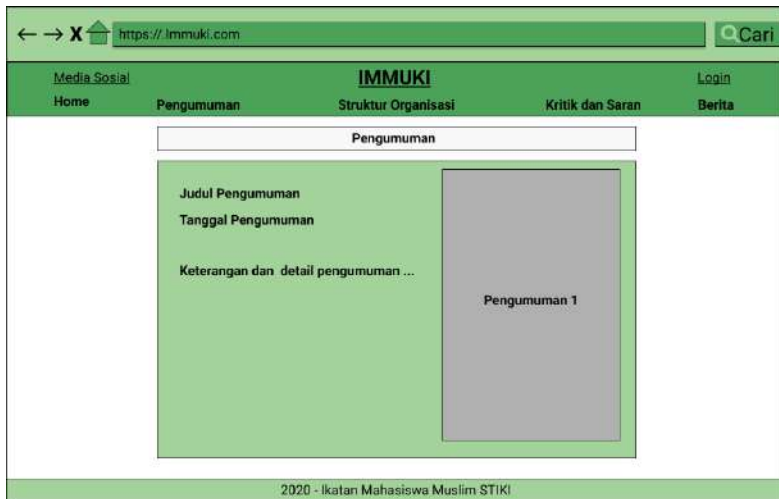 ← → X https://.Immuki.com Cari
Media Sosial IMMUKI Login
Home Pengumuman Struktur Organisasi Kritik dan Saran Berita
Pengumuman
Judul Pengumuman
Tanggal Pengumuman
Keterangan dan detail pengumuman ...
Pengumuman 1
2020 - Ikatan Mahasiswa Muslim STIKI